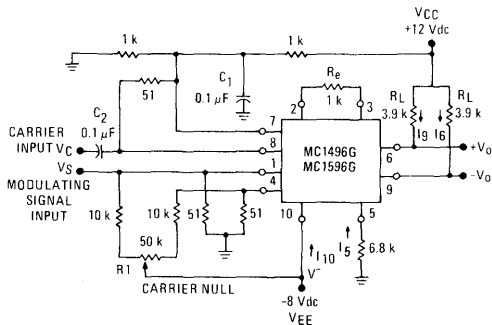 VCC
+12 Vdc
1 k
1 k
51
C1
0.1 µF
Re
1 k
2
3
RL
3.9 k
RL
3.9 k
I9
I6
C2
0.1 µF
CARRIER
INPUT VC
VS
MODULATING
SIGNAL
INPUT
7
8
1
4
MC1496G
MC1596G
6
9
10
5
+Vo
-Vo
10 k
10 k
51
51
50 k
R1
CARRIER NULL
I10
I5
6.8 k
V-
-8 Vdc
VEE